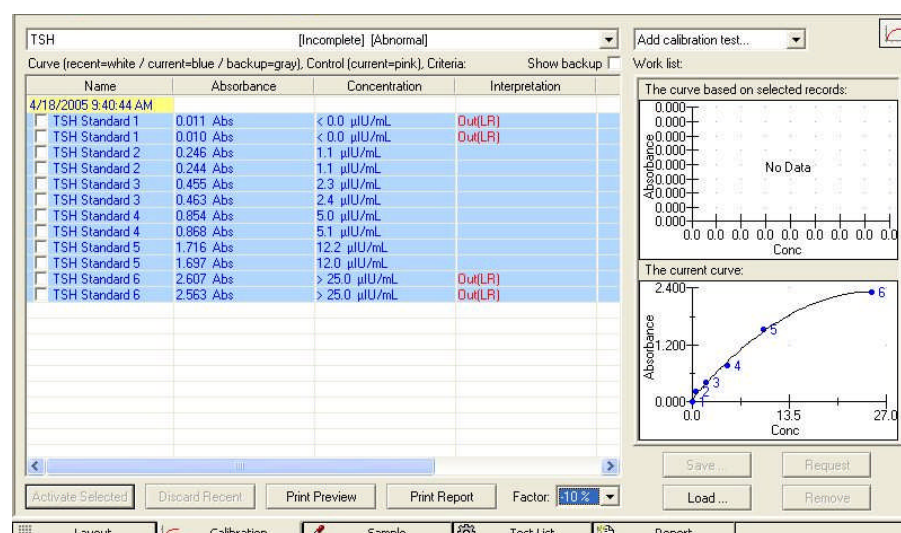 TSH [Incomplete] [Abnormal]
Add calibration test...
Curve (recent=white / current=blue / backup=gray), Control (current=pink), Criteria: Show backup
Work list:
Name Absorbance Concentration Interpretation
4/18/2005 9:40:44 AM
TSH Standard 1 0.011 Abs < 0.0 µIU/mL Out(LR)
TSH Standard 1 0.010 Abs < 0.0 µIU/mL Out(LR)
TSH Standard 2 0.246 Abs 1.1 µIU/mL
TSH Standard 2 0.244 Abs 1.1 µIU/mL
TSH Standard 3 0.455 Abs 2.3 µIU/mL
TSH Standard 3 0.463 Abs 2.4 µIU/mL
TSH Standard 4 0.854 Abs 5.0 µIU/mL
TSH Standard 4 0.868 Abs 5.1 µIU/mL
TSH Standard 5 1.716 Abs 12.2 µIU/mL
TSH Standard 5 1.697 Abs 12.0 µIU/mL
TSH Standard 6 2.607 Abs > 25.0 µIU/mL Out(LR)
TSH Standard 6 2.563 Abs > 25.0 µIU/mL Out(LR)
The curve based on selected records:
0.000
0.000
0.000
0.000
0.000
0.000
0.000
0.000
0.000
Absorbance
No Data
0.0 0.0 0.0 0.0 0.0 0.0 0.0 0.0 0.0
Conc
The current curve:
2.400
1.200
0.000
Absorbance
1
2
3
4
5
6
0.0 13.5 27.0
Conc
Activate Selected Discard Recent Print Preview Print Report Factor: -10 %
Save ... Request
Load ... Remove
Layout Calibration Sample Test List Report